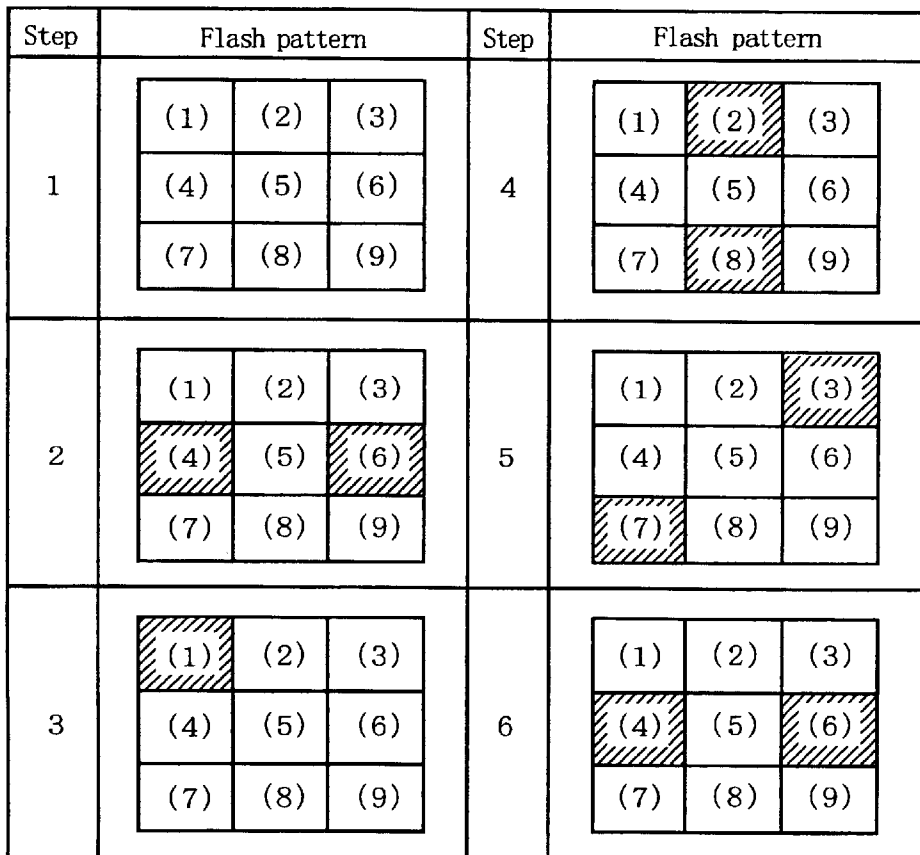 Step Flash pattern Step Flash pattern
(1) (2) (3)
1 (4) (5) (6)
(7) (8) (9)
(1) (2) (3)
4 (4) (5) (6)
(7) (8) (9)
(1) (2) (3)
2 (4) (5) (6)
(7) (8) (9)
(1) (2) (3)
5 (4) (5) (6)
(7) (8) (9)
(1) (2) (3)
3 (4) (5) (6)
(7) (8) (9)
(1) (2) (3)
6 (4) (5) (6)
(7) (8) (9)